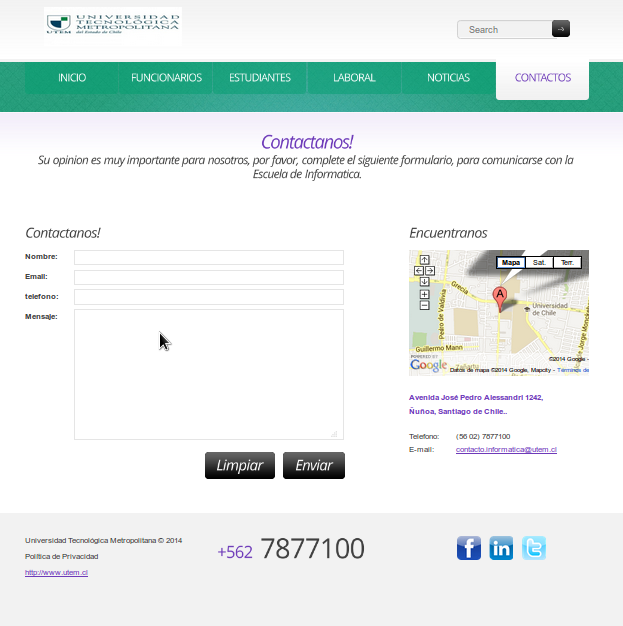 UNIVERSIDAD
TECNOLÓGICA
METROPOLITANA
UTEM del Estado de Chile
Search
INICIO
FUNCIONARIOS
ESTUDIANTES
LABORAL
NOTICIAS
CONTACTOS
Contactanos!
Su opinion es muy importante para nosotros, por favor, complete el siguiente formulario, para comunicarse con la
Escuela de Informatica.
Contactanos!
Nombre:
Email:
telefono:
Mensaje:
Limpiar
Enviar
Encuentranos
Mapa
Sat.
Terr.
Grecia
A
Universidad
de Chile
Pedro de Valdivia
Guillermo Mann
POWERED BY
Google
©2014 Google -
Datos de mapa ©2014 Google, Mapcity - Términos de
Avenida José Pedro Alessandri 1242,
Ñuñoa, Santiago de Chile..
Telefono: (56 02) 7877100
E-mail: contacto.informatica@utem.cl
Universidad Tecnológica Metropolitana © 2014
Política de Privacidad
http://www.utem.cl
+562 7877100
f
in
t